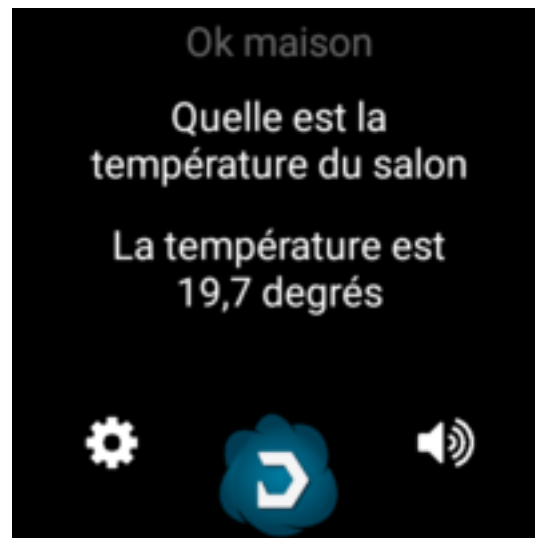 Ok maison
Quelle est la
température du salon
La température est
19,7 degrés